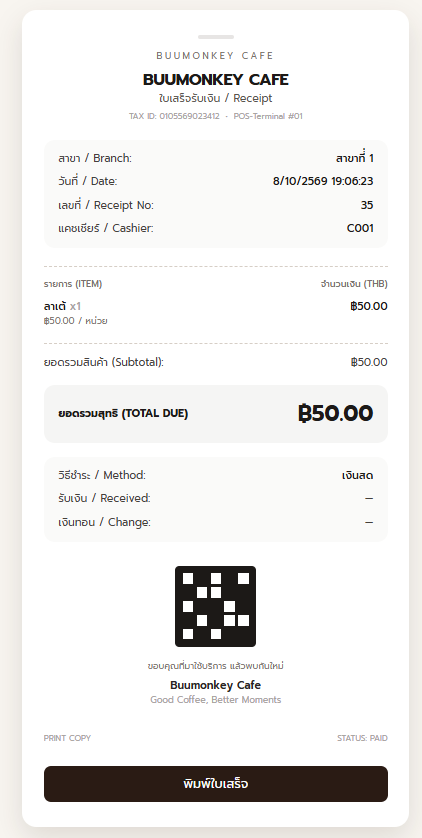 BUUMONKEY CAFE
BUUMONKEY CAFE
ใบเสร็จรับเงิน / Receipt
TAX ID: 0105569023412 - POS-Terminal #01
สาขา / Branch: สาขาที่ 1
วันที่ / Date: 8/10/2569 19:06:23
เลขที่ / Receipt No: 35
แคชเชียร์ / Cashier: C001
รายการ (ITEM) จำนวนเงิน (THB)
ลาเต้ x1 ฿50.00
฿50.00 / หน่วย
ยอดรวมสินค้า (Subtotal): ฿50.00
ยอดรวมสุทธิ (TOTAL DUE) ฿50.00
วิธีชำระ / Method: เงินสด
รับเงิน / Received: —
เงินทอน / Change: —
ขอบคุณที่มาใช้บริการ แล้วพบกันใหม่
Buumonkey Cafe
Good Coffee, Better Moments
PRINT COPY STATUS: PAID
พิมพ์ใบเสร็จ